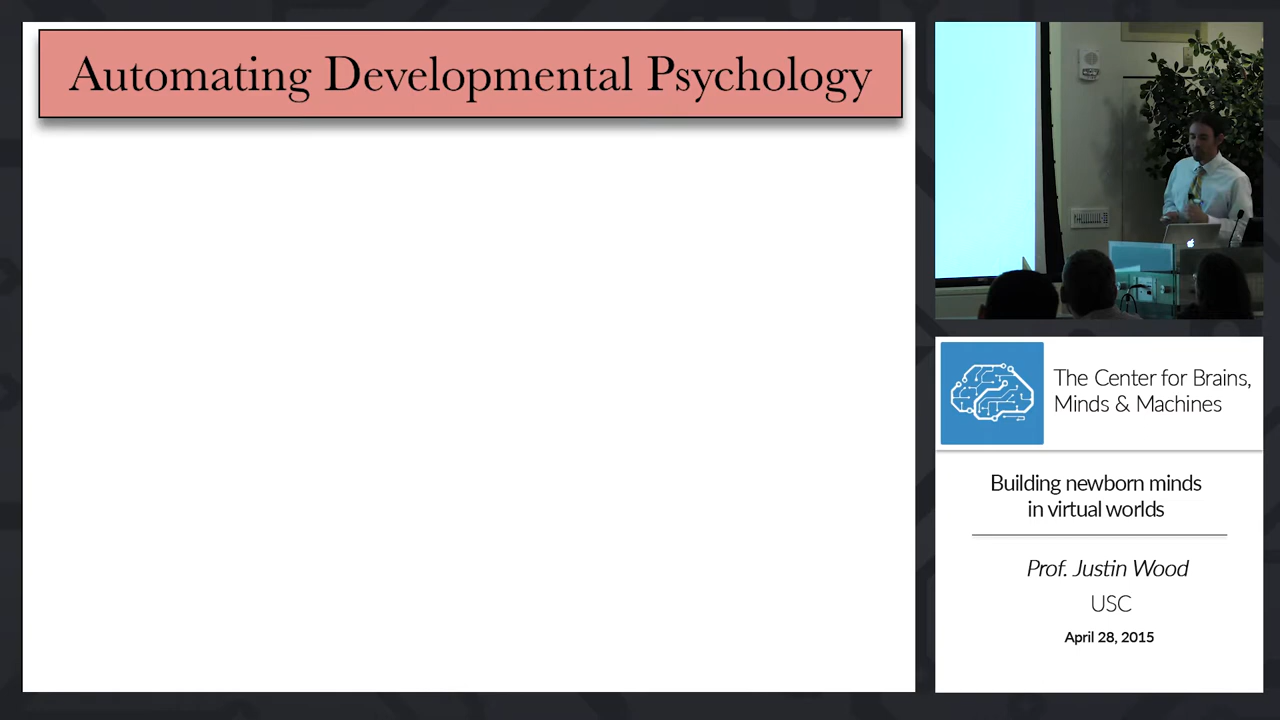 Automating Developmental Psychology
The Center for Brains,
Minds & Machines
Building newborn minds
in virtual worlds
Prof. Justin Wood
USC
April 28, 2015